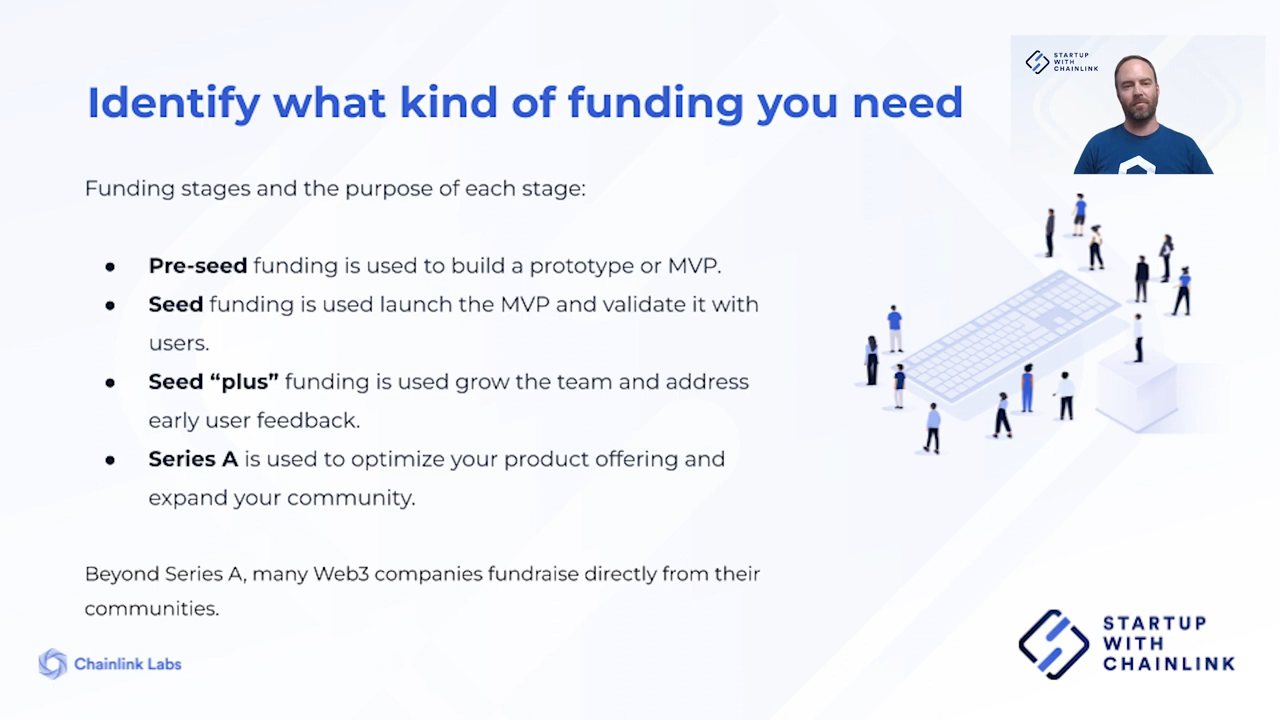 Identify what kind of funding you need
STARTUP
WITH
CHAINLINK
Funding stages and the purpose of each stage:
● Pre-seed funding is used to build a prototype or MVP.
● Seed funding is used launch the MVP and validate it with
users.
● Seed “plus” funding is used grow the team and address
early user feedback.
● Series A is used to optimize your product offering and
expand your community.
Beyond Series A, many Web3 companies fundraise directly from their
communities.
Chainlink Labs
STARTUP
WITH
CHAINLINK